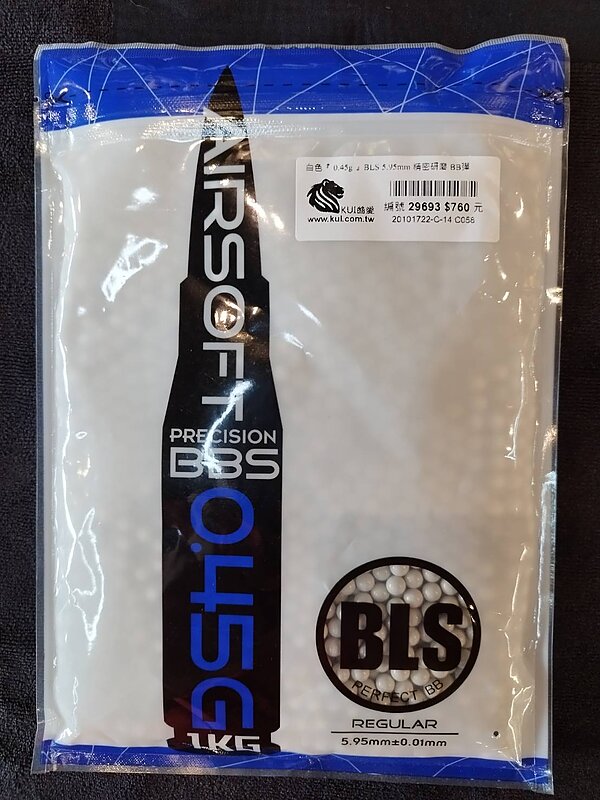 白色『 0.45g 』BLS 5.95mm 精密研磨 BB彈
KUI酷愛
www.kui.com.tw
編號 29693 $760 元
20101722-C-14 C056
AIRSOFT
PRECISION
BBS
0.45G
1KG
BLS
PERFECT BB
REGULAR
5.95mm±0.01mm